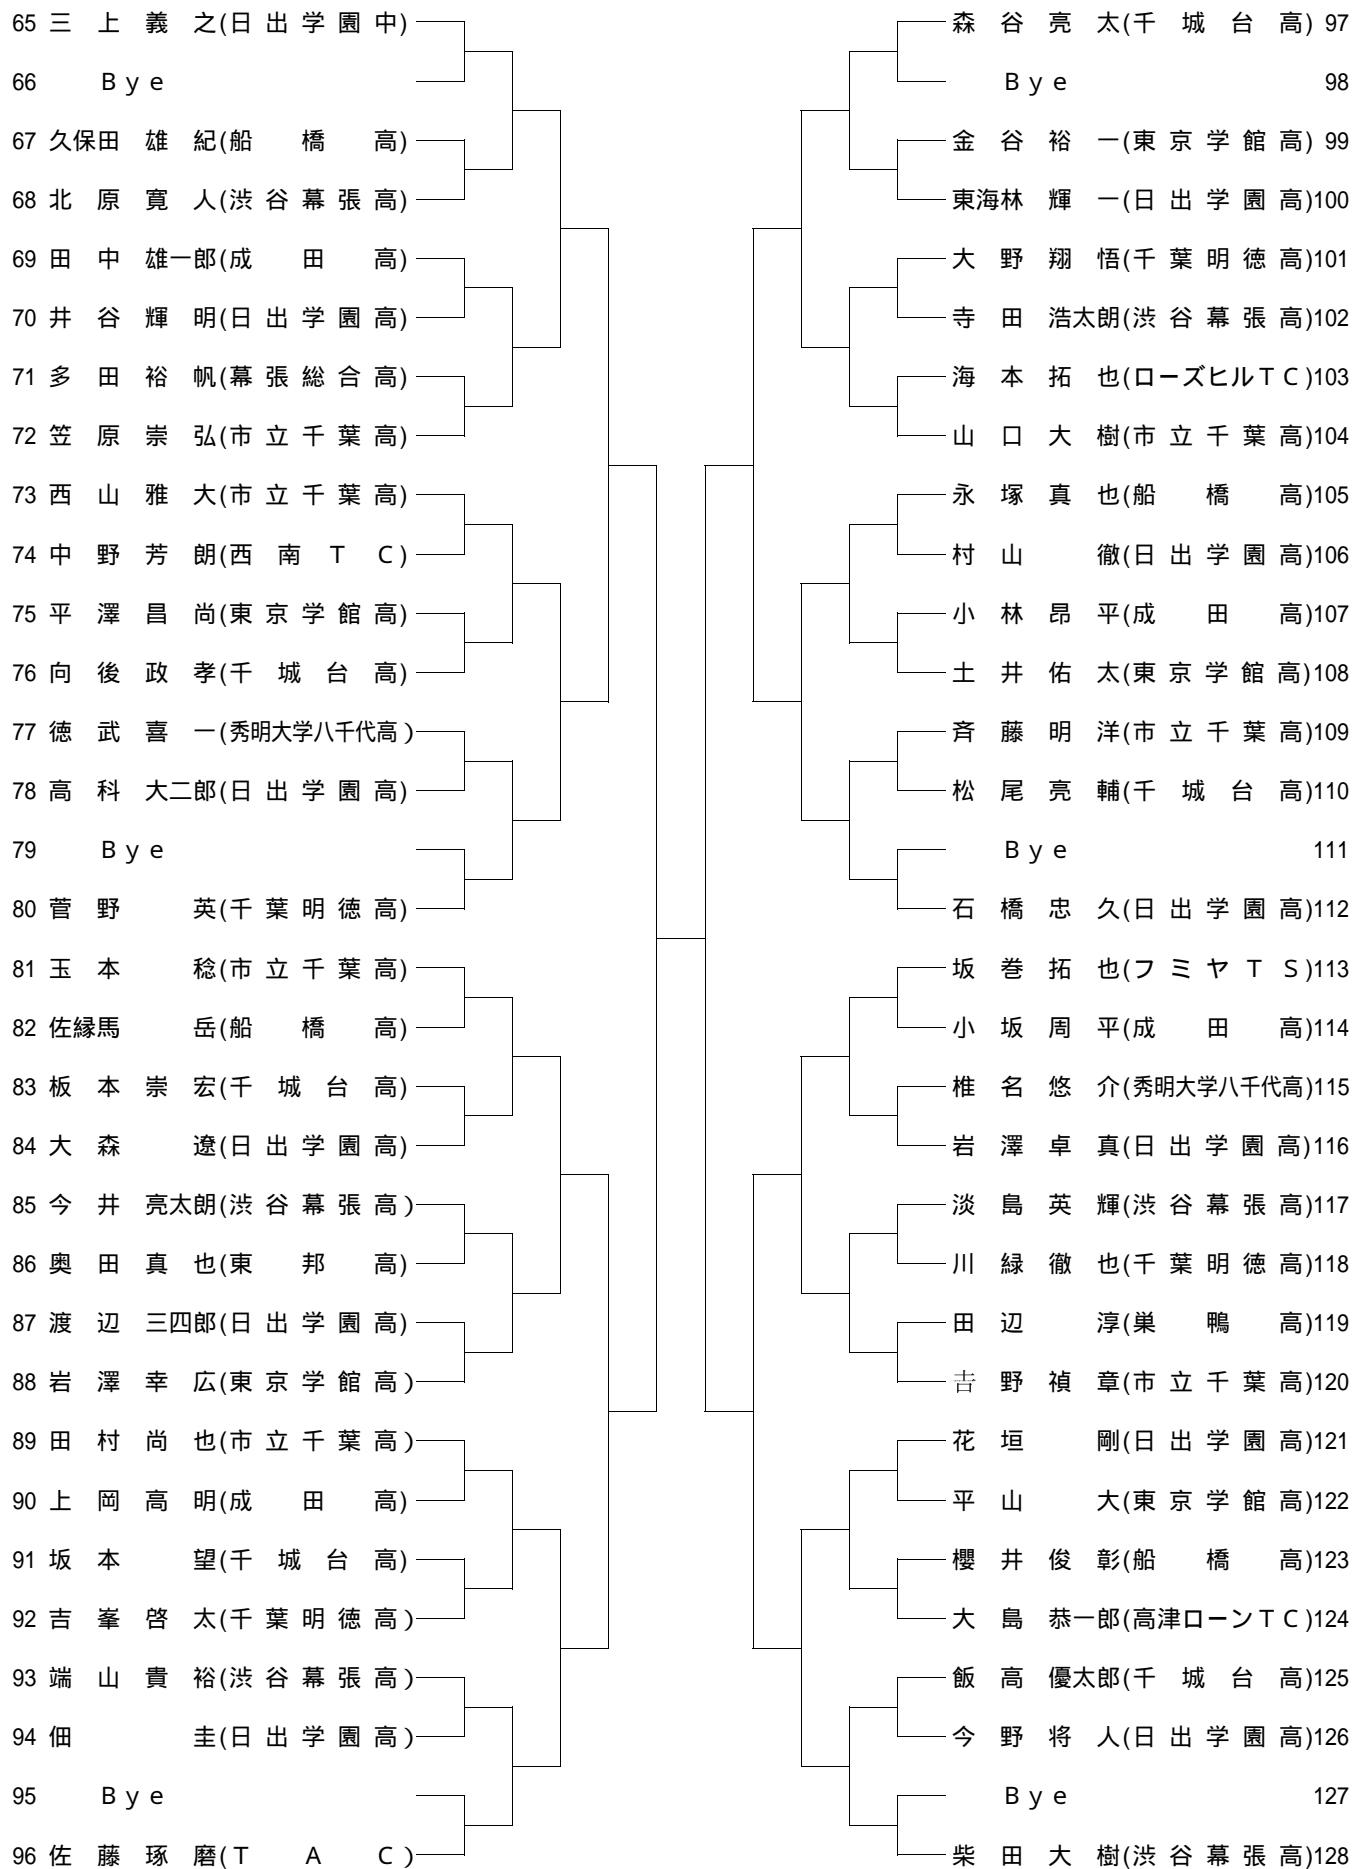 65 三上義之(日出学園中)
66 Bye
67 久保田雄紀(船橋高)
68 北原寛人(渋谷幕張高)
69 田中雄一郎(成田高)
70 井谷輝明(日出学園高)
71 多田裕帆(幕張総合高)
72 笠原崇弘(市立千葉高)
73 西山雅大(市立千葉高)
74 中野芳朗(西南TC)
75 平澤昌尚(東京学館高)
76 向後政孝(千城台高)
77 徳武喜一(秀明大学八千代高)
78 高科大二郎(日出学園高)
79 Bye
80 菅野英(千葉明徳高)
81 玉本稔(市立千葉高)
82 佐縁馬岳(船橋高)
83 板本崇宏(千城台高)
84 大森遼(日出学園高)
85 今井亮太朗(渋谷幕張高)
86 奥田真也(東邦高)
87 渡辺三四郎(日出学園高)
88 岩澤幸広(東京学館高)
89 田村尚也(市立千葉高)
90 上岡高明(成田高)
91 坂本望(千城台高)
92 吉峯啓太(千葉明徳高)
93 端山貴裕(渋谷幕張高)
94 佃圭(日出学園高)
95 Bye
96 佐藤琢磨(TAC)
森谷亮太(千城台高) 97
Bye 98
金谷裕一(東京学館高) 99
東海林輝一(日出学園高)100
大野翔悟(千葉明徳高)101
寺田浩太朗(渋谷幕張高)102
海本拓也(ローズヒルTC)103
山口大樹(市立千葉高)104
永塚真也(船橋高)105
村山徹(日出学園高)106
小林昂平(成田高)107
土井佑太(東京学館高)108
斉藤明洋(市立千葉高)109
松尾亮輔(千城台高)110
Bye 111
石橋忠久(日出学園高)112
坂巻拓也(フミヤTS)113
小坂周平(成田高)114
椎名悠介(秀明大学八千代高)115
岩澤卓真(日出学園高)116
淡島英輝(渋谷幕張高)117
川緑徹也(千葉明徳高)118
田辺淳(巣鴨高)119
𠮷野禎章(市立千葉高)120
花垣剛(日出学園高)121
平山大(東京学館高)122
櫻井俊彰(船橋高)123
大島恭一郎(高津ローンTC)124
飯高優太郎(千城台高)125
今野将人(日出学園高)126
Bye 127
柴田大樹(渋谷幕張高)128